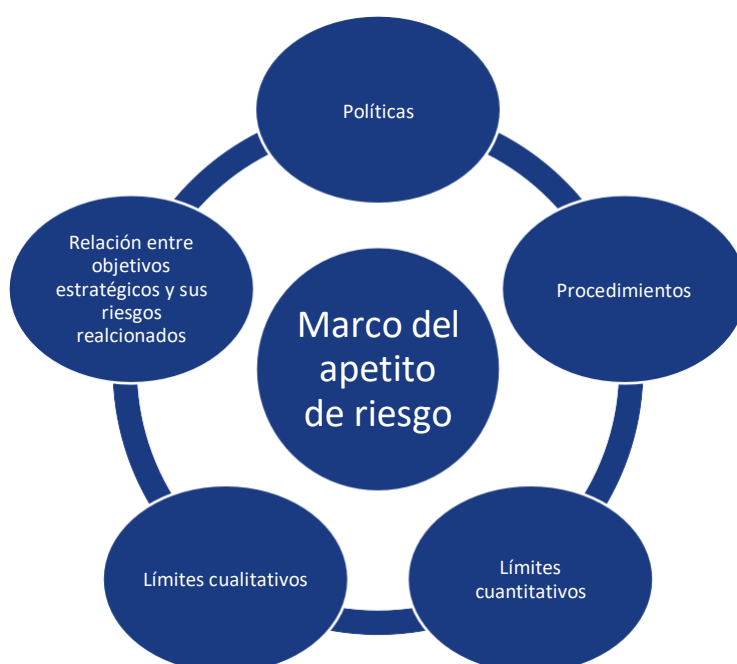 Políticas
Relación entre
objetivos
estratégicos y sus
riesgos
realcionados
Procedimientos
Marco del
apetito
de riesgo
Límites cualitativos
Límites
cuantitativos